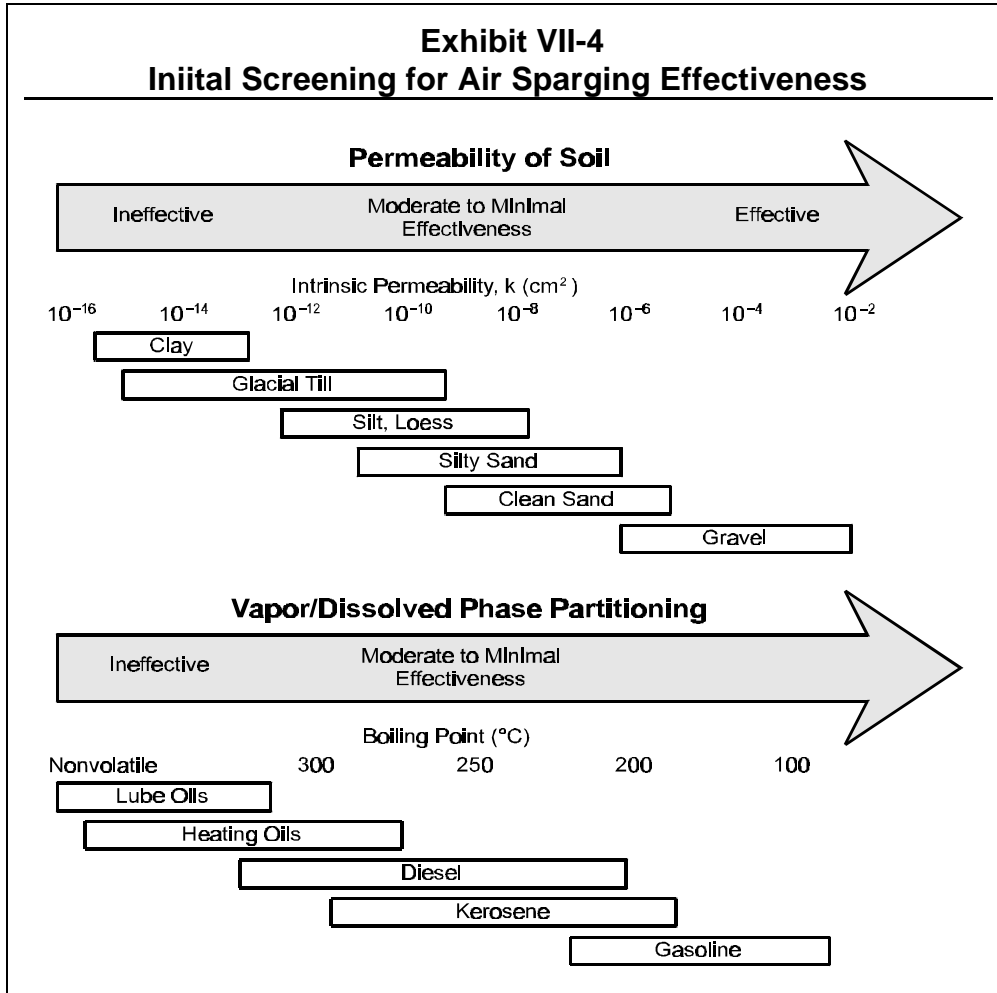 Exhibit VII-4
Iniital Screening for Air Sparging Effectiveness
Permeability of Soil
Ineffective
Moderate to Minimal
Effectiveness
Effective
Intrinsic Permeability, k (cm²)
10⁻¹⁶ 10⁻¹⁴ 10⁻¹² 10⁻¹⁰ 10⁻⁸ 10⁻⁶ 10⁻⁴ 10⁻²
Clay
Glacial Till
Silt, Loess
Silty Sand
Clean Sand
Gravel
Vapor/Dissolved Phase Partitioning
Ineffective
Moderate to Minimal
Effectiveness
Boiling Point (°C)
Nonvolatile 300 250 200 100
Lube Oils
Heating Oils
Diesel
Kerosene
Gasoline